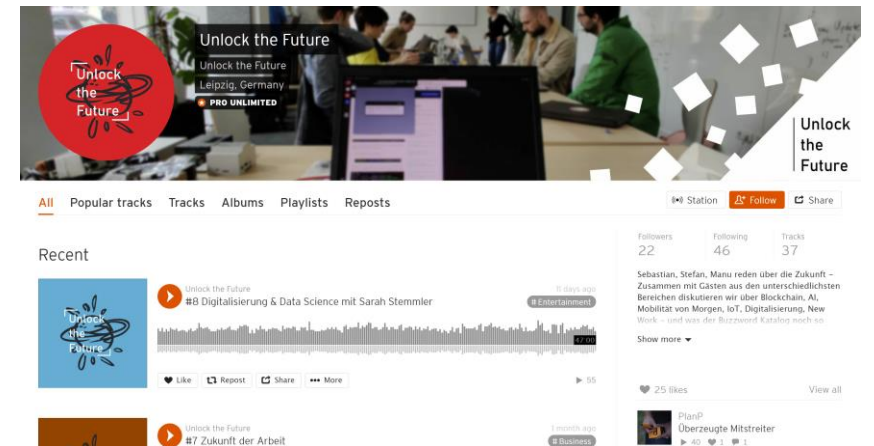 Unlock the Future
Unlock the Future
Leipzig, Germany
PRO UNLIMITED
Unlock
the
Future
Unlock
the
Future
All Popular tracks Tracks Albums Playlists Reposts
Station Follow Share
Recent
Followers Following Tracks
22 46 37
Sebastian, Stefan, Manu reden über die Zukunft –
Zusammen mit Gästen aus den unterschiedlichsten
Bereichen diskutieren wir über Blockchain, AI,
Mobilität von Morgen, IoT, Digitalisierung, New
Work – und was der Buzzword Katalog noch so
Show more
Unlock
the
Future
Unlock the Future 11 days ago
#8 Digitalisierung & Data Science mit Sarah Stemmler # Entertainment
47:00
Like Repost Share More 55
25 likes View all
PlanP
Überzeugte Mitstreiter
40 1 1
Unlock the Future 1 month ago
#7 Zukunft der Arbeit # Business